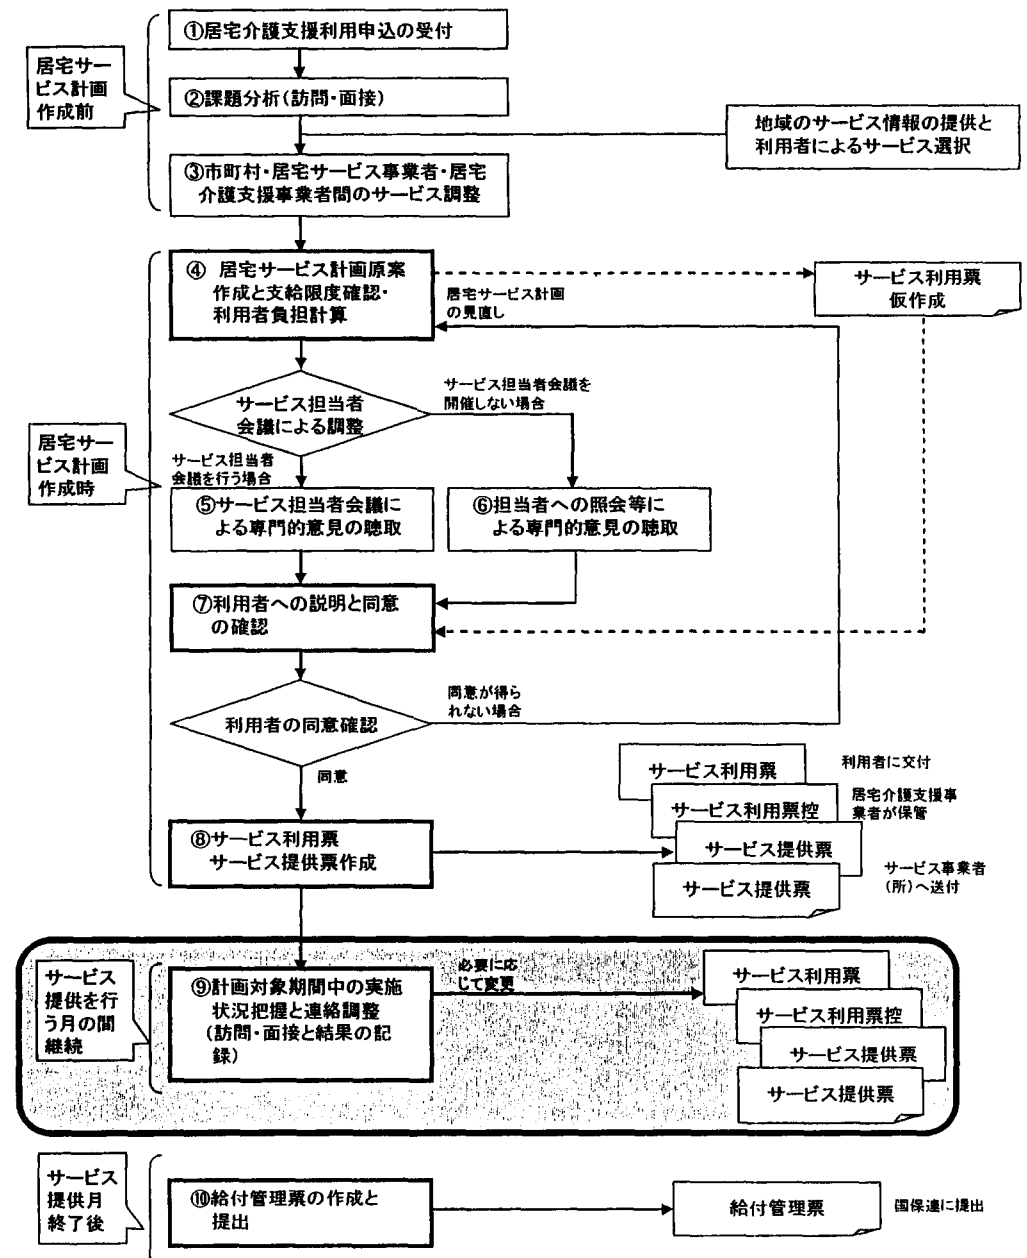 ①居宅介護支援利用申込の受付
居宅サー
ビス計画
作成前
②課題分析(訪問・面接)
地域のサービス情報の提供と
利用者によるサービス選択
③市町村・居宅サービス事業者・居宅
介護支援事業者間のサービス調整
④ 居宅サービス計画原案
作成と支給限度確認・
利用者負担計算
居宅サービス計画
の見直し
サービス利用票
仮作成
サービス担当者
会議による調整
サービス担当者会議を
開催しない場合
居宅サー
ビス計画
作成時
サービス担当者
会議を行う場合
⑤サービス担当者会議に
よる専門的意見の聴取
⑥担当者への照会等に
よる専門的意見の聴取
⑦利用者への説明と同意
の確認
利用者の同意確認
同意が得ら
れない場合
同意
サービス利用票
利用者に交付
サービス利用票控
居宅介護支援事
業者が保管
⑧サービス利用票
サービス提供票作成
サービス提供票
サービス提供票
サービス事業者
(所)へ送付
サービス
提供を行
う月の間
継続
⑨計画対象期間中の実施
状況把握と連絡調整
(訪問・面接と結果の記
録)
必要に応
じて変更
サービス利用票
サービス利用票控
サービス提供票
サービス提供票
サービス
提供月
終了後
⑩給付管理票の作成と
提出
給付管理票
国保連に提出